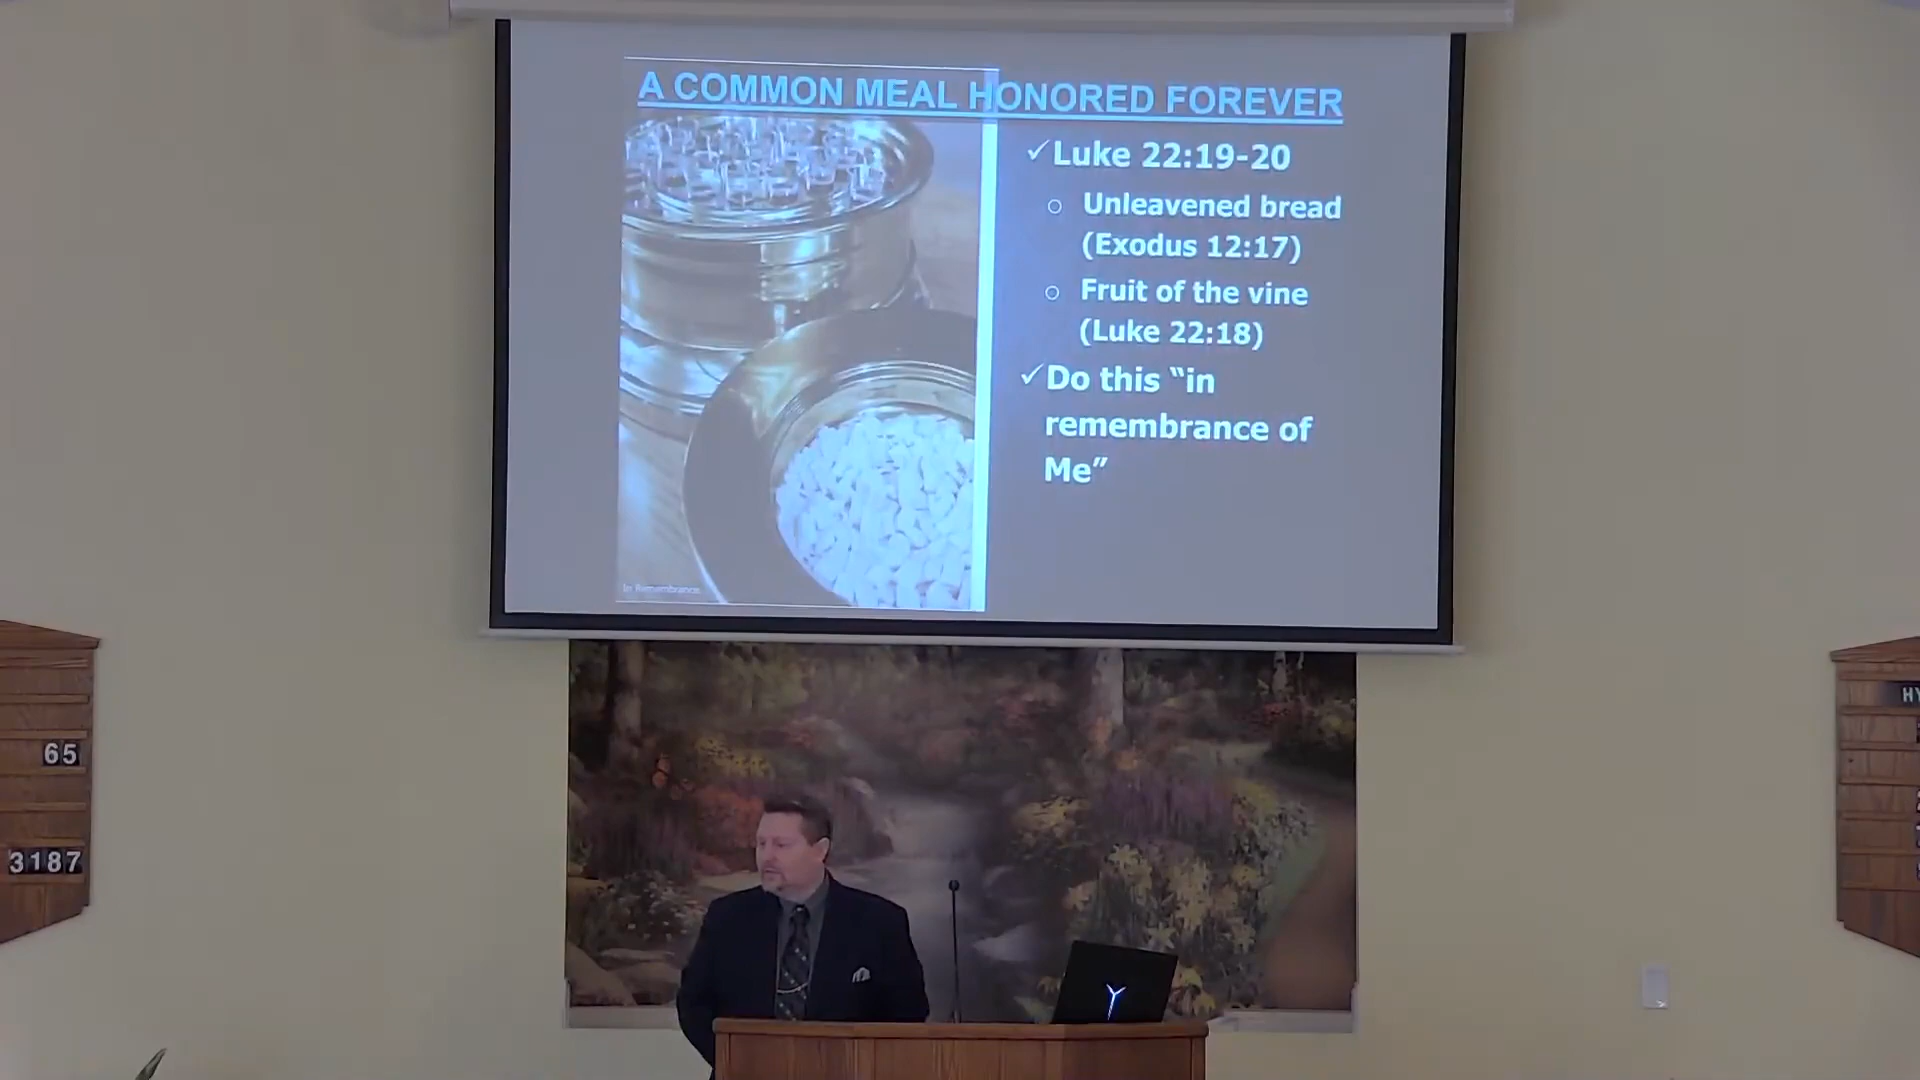 A COMMON MEAL HONORED FOREVER
✓Luke 22:19-20
○ Unleavened bread
(Exodus 12:17)
○ Fruit of the vine
(Luke 22:18)
✓Do this “in
remembrance of
Me”
In Remembrance
65
3187
HY